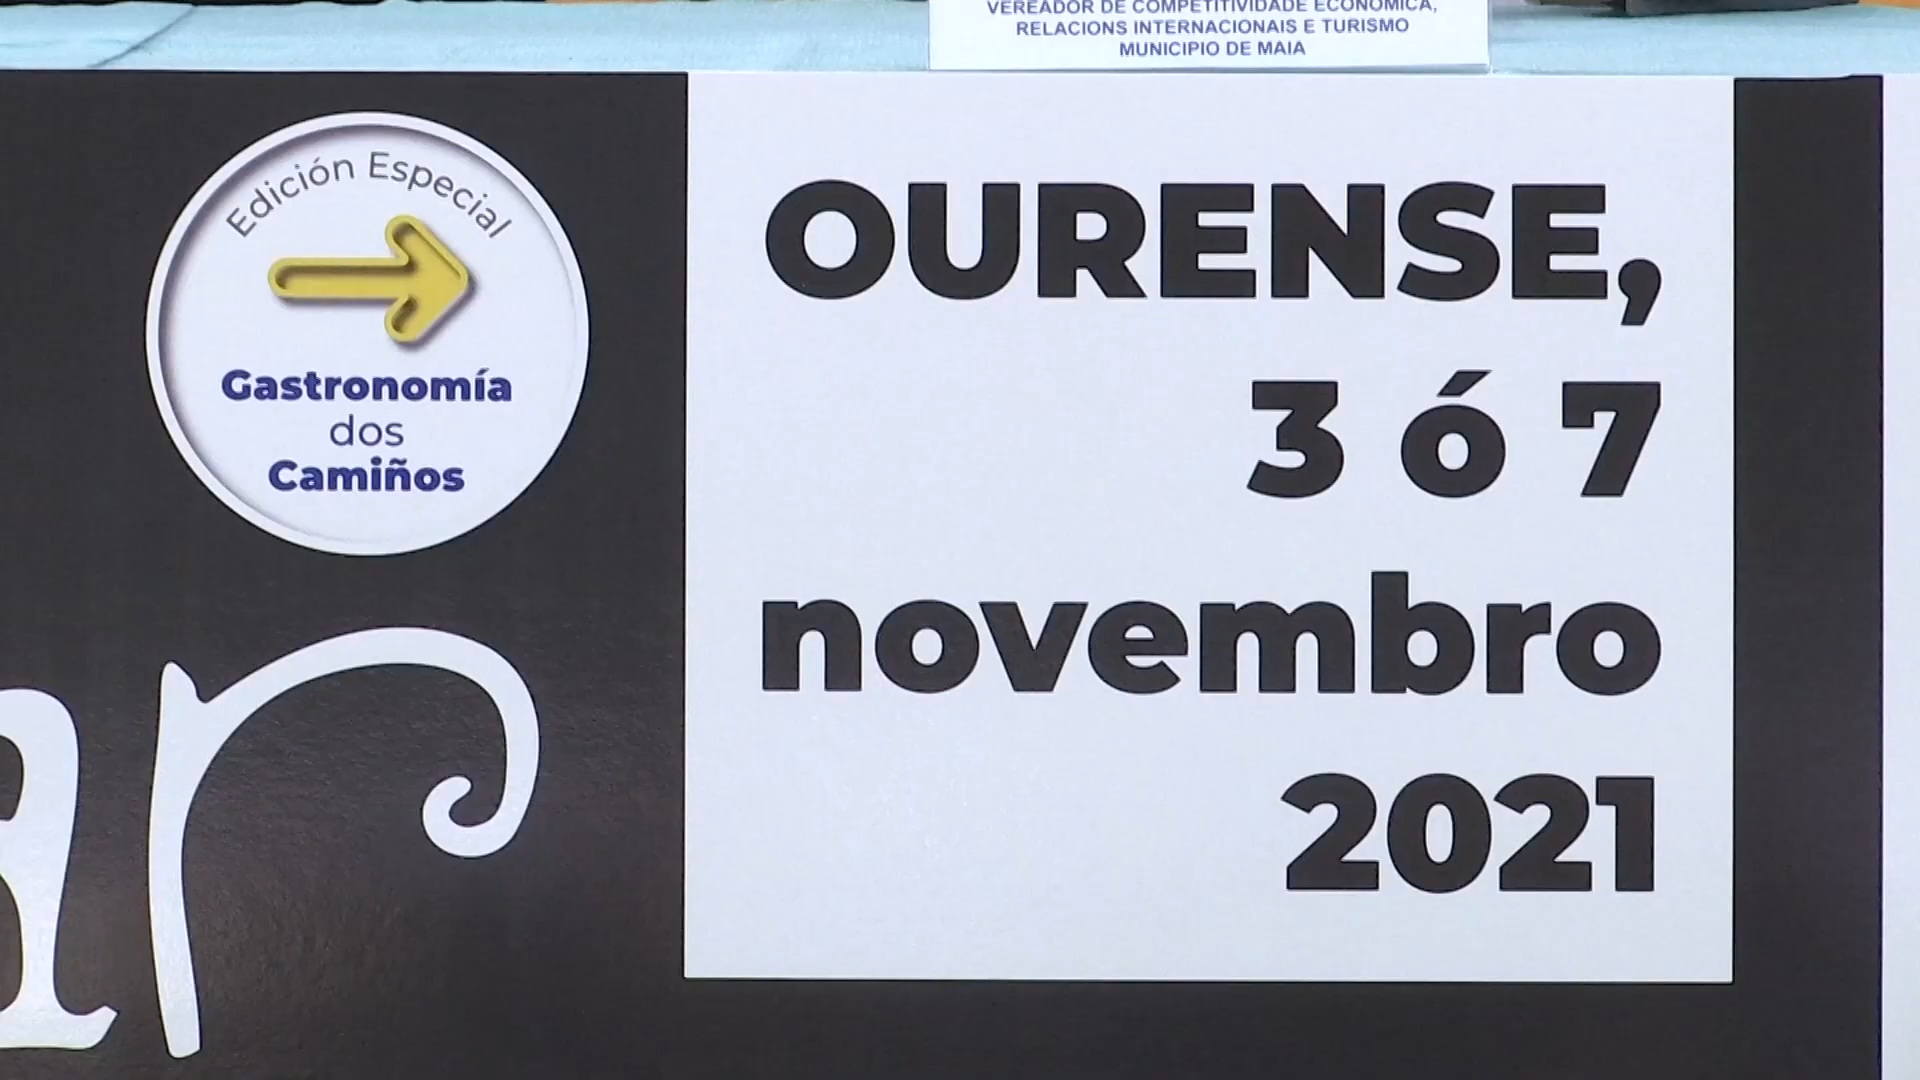 VEREADOR DE COMPETITIVIDADE ECONÓMICA,
RELACIONS INTERNACIONAIS E TURISMO
MUNICIPIO DE MAIA
Edición Especial
Gastronomía
dos
Camiños
OURENSE,
3 ó 7
novembro
2021
ar